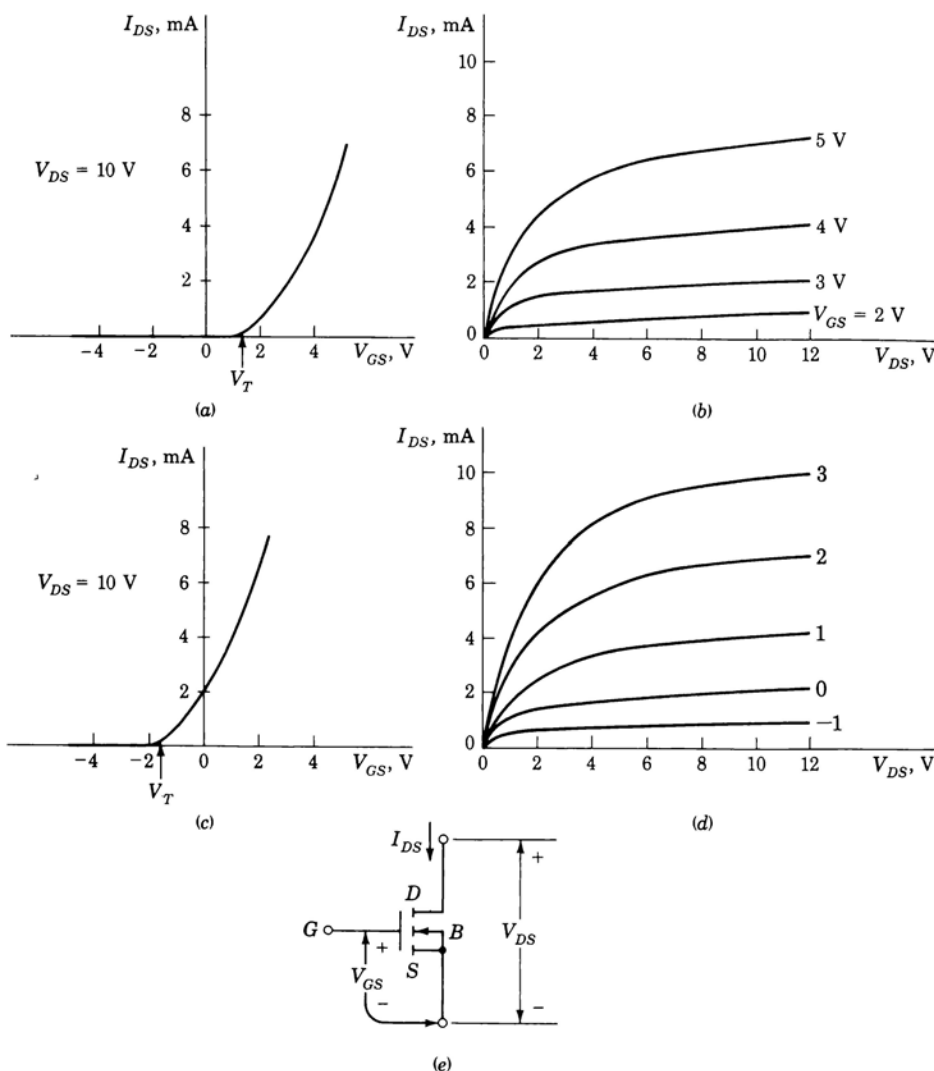 I_DS, mA
8
6
4
2
V_DS = 10 V
−4 −2 0 2 4 V_GS, V
V_T
(a)
I_DS, mA
10
8
6
4
2
0
5 V
4 V
3 V
V_GS = 2 V
0 2 4 6 8 10 12 V_DS, V
(b)
I_DS, mA
8
6
4
2
V_DS = 10 V
−4 −2 0 2 4 V_GS, V
V_T
(c)
I_DS, mA
10
8
6
4
2
0
3
2
1
0
−1
0 2 4 6 8 10 12 V_DS, V
(d)
I_DS
+
D
G B V_DS
+
S
V_GS
− −
(e)